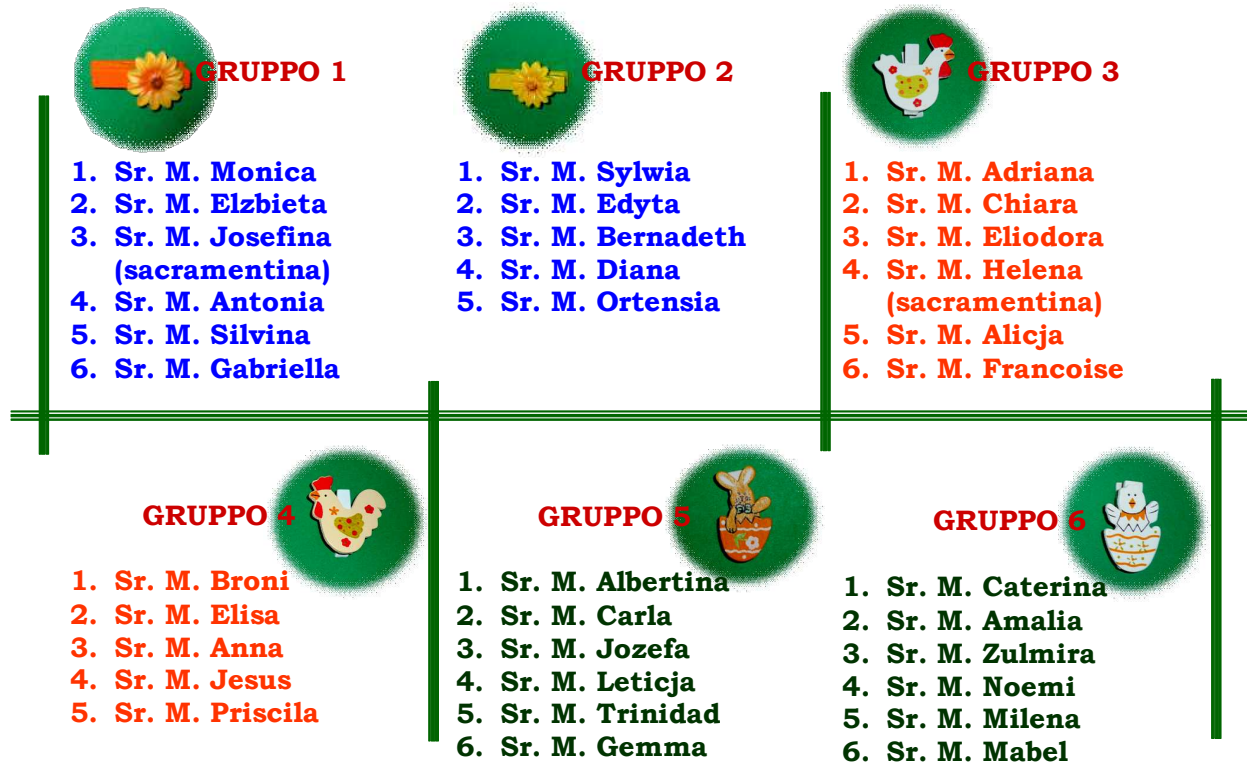 GRUPPO 1
1. Sr. M. Monica
2. Sr. M. Elzbieta
3. Sr. M. Josefina
(sacramentina)
4. Sr. M. Antonia
5. Sr. M. Silvina
6. Sr. M. Gabriella
GRUPPO 2
1. Sr. M. Sylwia
2. Sr. M. Edyta
3. Sr. M. Bernadeth
4. Sr. M. Diana
5. Sr. M. Ortensia
GRUPPO 3
1. Sr. M. Adriana
2. Sr. M. Chiara
3. Sr. M. Eliodora
4. Sr. M. Helena
(sacramentina)
5. Sr. M. Alicja
6. Sr. M. Francoise
GRUPPO 4
1. Sr. M. Broni
2. Sr. M. Elisa
3. Sr. M. Anna
4. Sr. M. Jesus
5. Sr. M. Priscila
GRUPPO 5
1. Sr. M. Albertina
2. Sr. M. Carla
3. Sr. M. Jozefa
4. Sr. M. Leticja
5. Sr. M. Trinidad
6. Sr. M. Gemma
GRUPPO 6
1. Sr. M. Caterina
2. Sr. M. Amalia
3. Sr. M. Zulmira
4. Sr. M. Noemi
5. Sr. M. Milena
6. Sr. M. Mabel